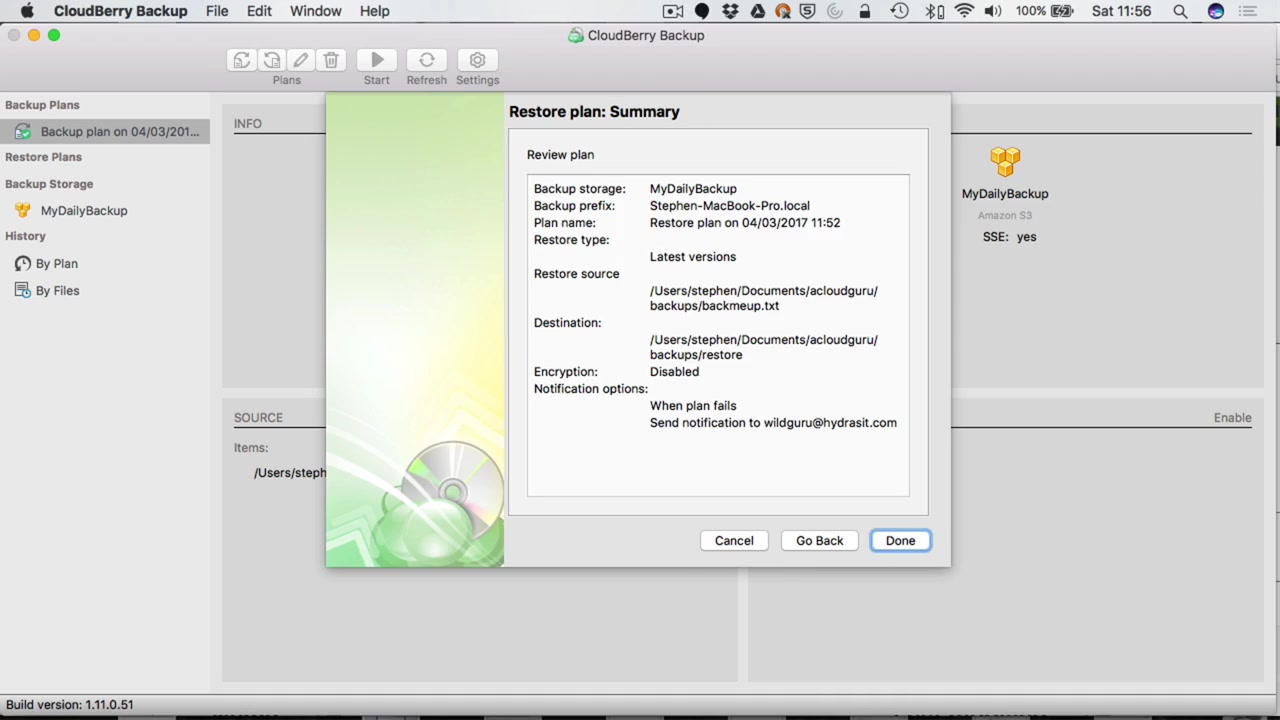 CloudBerry Backup File Edit Window Help 100% Sat 11:56
CloudBerry Backup
Plans Start Refresh Settings
Backup Plans
Backup plan on 04/03/201...
Restore Plans
Backup Storage
MyDailyBackup
History
By Plan
By Files
INFO
MyDailyBackup
Amazon S3
SSE: yes
SOURCE
Enable
Items:
/Users/steph
Restore plan: Summary
Review plan
Backup storage: MyDailyBackup
Backup prefix: Stephen-MacBook-Pro.local
Plan name: Restore plan on 04/03/2017 11:52
Restore type:
Latest versions
Restore source
/Users/stephen/Documents/acloudguru/
backups/backmeup.txt
Destination:
/Users/stephen/Documents/acloudguru/
backups/restore
Encryption: Disabled
Notification options:
When plan fails
Send notification to wildguru@hydrasit.com
Cancel Go Back Done
Build version: 1.11.0.51